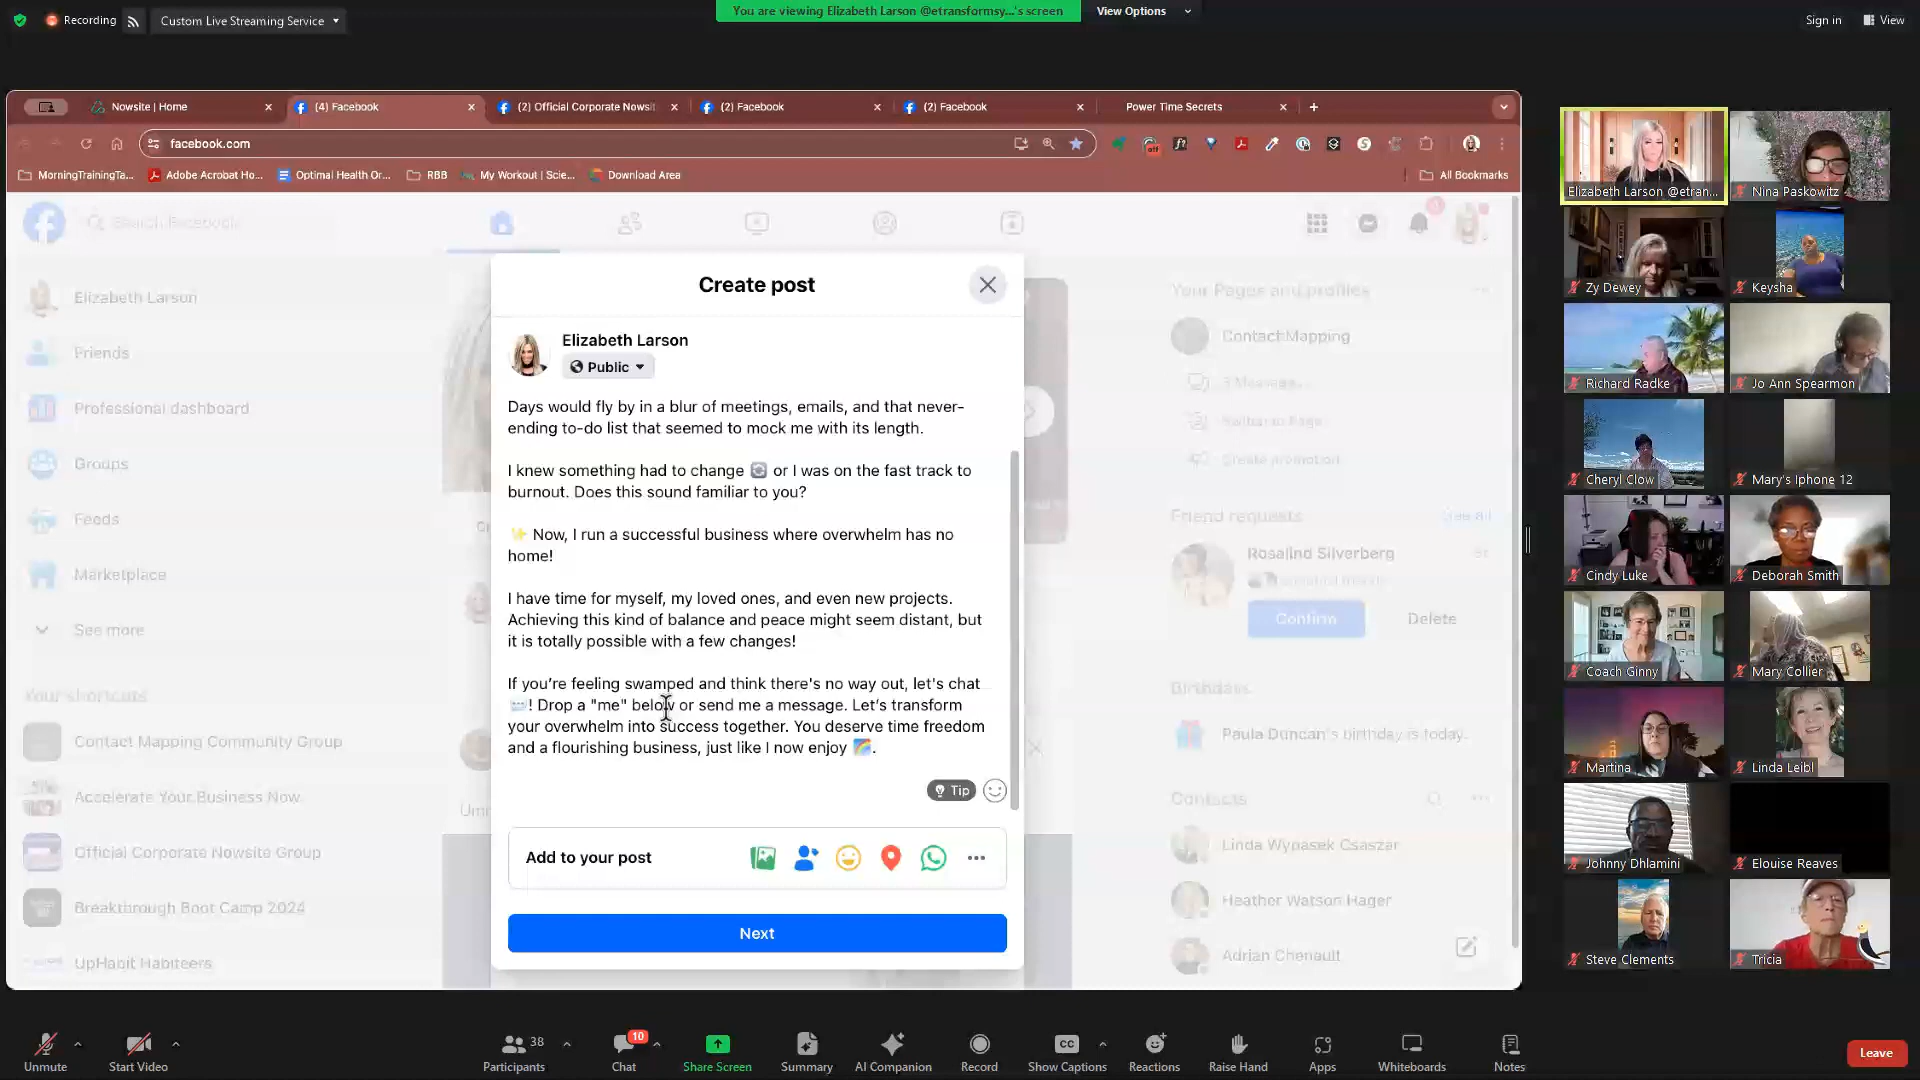 Recording
Custom Live Streaming Service
You are viewing Elizabeth Larson @etransformsy...'s screen
View Options
Sign in
View
Nowsite | Home
(4) Facebook
(2) Official Corporate Nowsi
(2) Facebook
(2) Facebook
Power Time Secrets
facebook.com
MorningTrainingTa...
Adobe Acrobat Ho...
Optimal Health Or...
RBB
My Workout | Scie...
Download Area
All Bookmarks
Search Facebook
Elizabeth Larson
Friends
Professional dashboard
Groups
Feeds
Marketplace
See more
Your shortcuts
Contact Mapping Community Group
Accelerate Your Business Now
Official Corporate Nowsite Group
Breakthrough Boot Camp 2024
UpHabit Habiteers
Create post
Elizabeth Larson
Public
Days would fly by in a blur of meetings, emails, and that never-
ending to-do list that seemed to mock me with its length.
I knew something had to change 🔄 or I was on the fast track to
burnout. Does this sound familiar to you?
✨ Now, I run a successful business where overwhelm has no
home!
I have time for myself, my loved ones, and even new projects.
Achieving this kind of balance and peace might seem distant, but
it is totally possible with a few changes!
If you're feeling swamped and think there's no way out, let's chat
💬! Drop a "me" below or send me a message. Let's transform
your overwhelm into success together. You deserve time freedom
and a flourishing business, just like I now enjoy 🌈.
Tip
Add to your post
Next
Your Pages and profiles
Contact Mapping
Switch to Page
Create promotion
Friend requests
See all
Rosalind Silverberg
Confirm
Delete
Birthdays
Paula Duncan's birthday is today.
Contacts
Linda Wypasek Csaszar
Heather Watson Hager
Adrian Chenault
Elizabeth Larson @etran...
Nina Paskowitz
Zy Dewey
Keysha
Richard Radke
Jo Ann Spearmon
Cheryl Clow
Mary's Iphone 12
Cindy Luke
Deborah Smith
Coach Ginny
Mary Collier
Martina
Linda Leibl
Johnny Dhlamini
Elouise Reaves
Steve Clements
Tricia
Unmute
Start Video
Participants
38
Chat
10
Share Screen
Summary
AI Companion
Record
Show Captions
Reactions
Raise Hand
Apps
Whiteboards
Notes
Leave